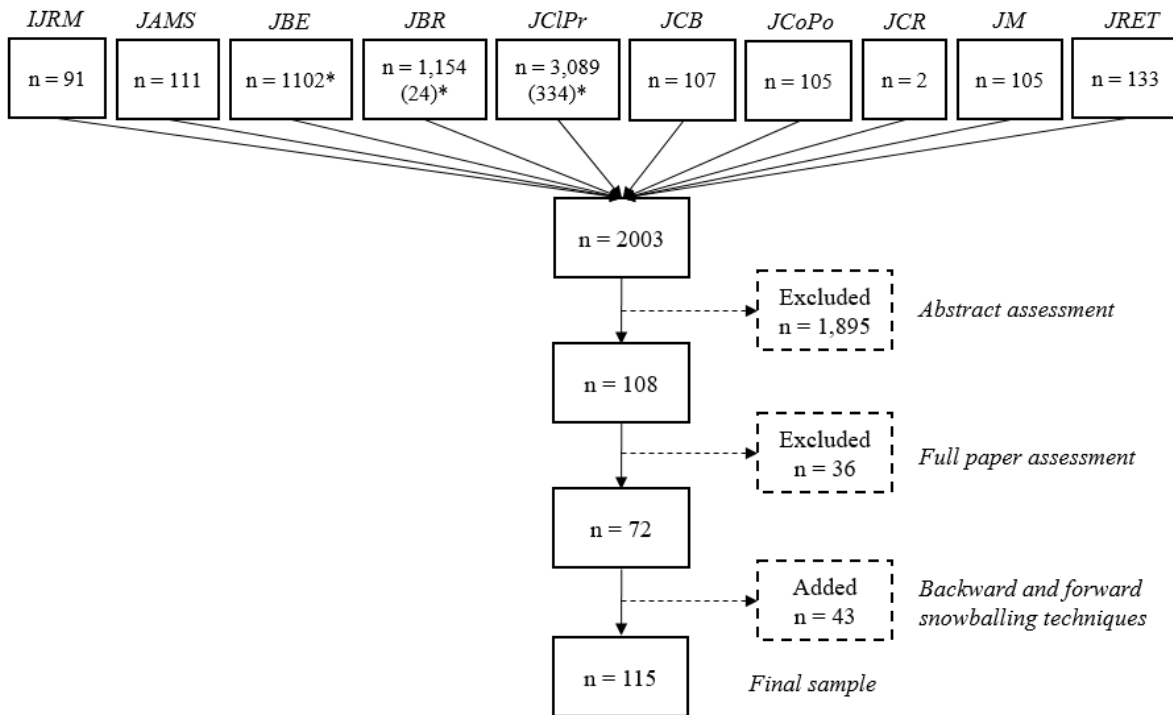 IJRM JAMS JBE JBR JClPr JCB JCoPo JCR JM JRET
n = 91 n = 111 n = 1102* n = 1,154 n = 3,089 n = 107 n = 105 n = 2 n = 105 n = 133
(24)* (334)*
n = 2003
Excluded
n = 1,895
Abstract assessment
n = 108
Excluded
n = 36
Full paper assessment
n = 72
Added
n = 43
Backward and forward
snowballing techniques
n = 115
Final sample